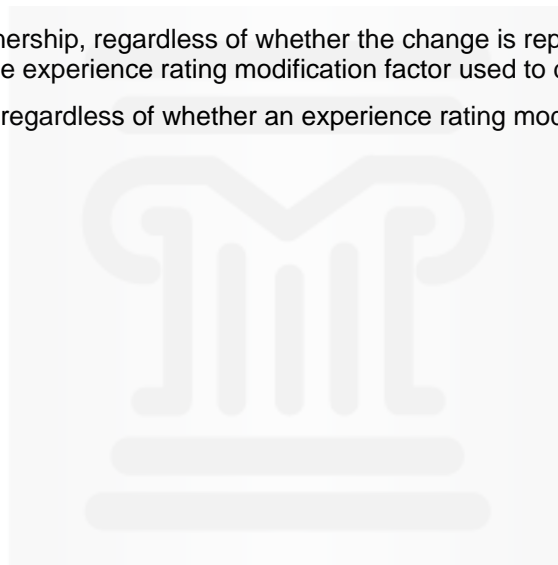 nership, regardless of whether the change is rep
e experience rating modification factor used to c
regardless of whether an experience rating moc